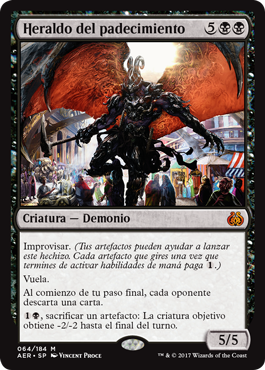 Heraldo del padecimiento 5
Criatura — Demonio
Improvisar. (Tus artefactos pueden ayudar a lanzar
este hechizo. Cada artefacto que gires una vez que
termines de activar habilidades de maná paga 1.)
Vuela.
Al comienzo de tu paso final, cada oponente
descarta una carta.
1, sacrificar un artefacto: La criatura objetivo
obtiene -2/-2 hasta el final del turno.
5/5
064/184 M
AER • SP Vincent Proce
™ & © 2017 Wizards of the Coast